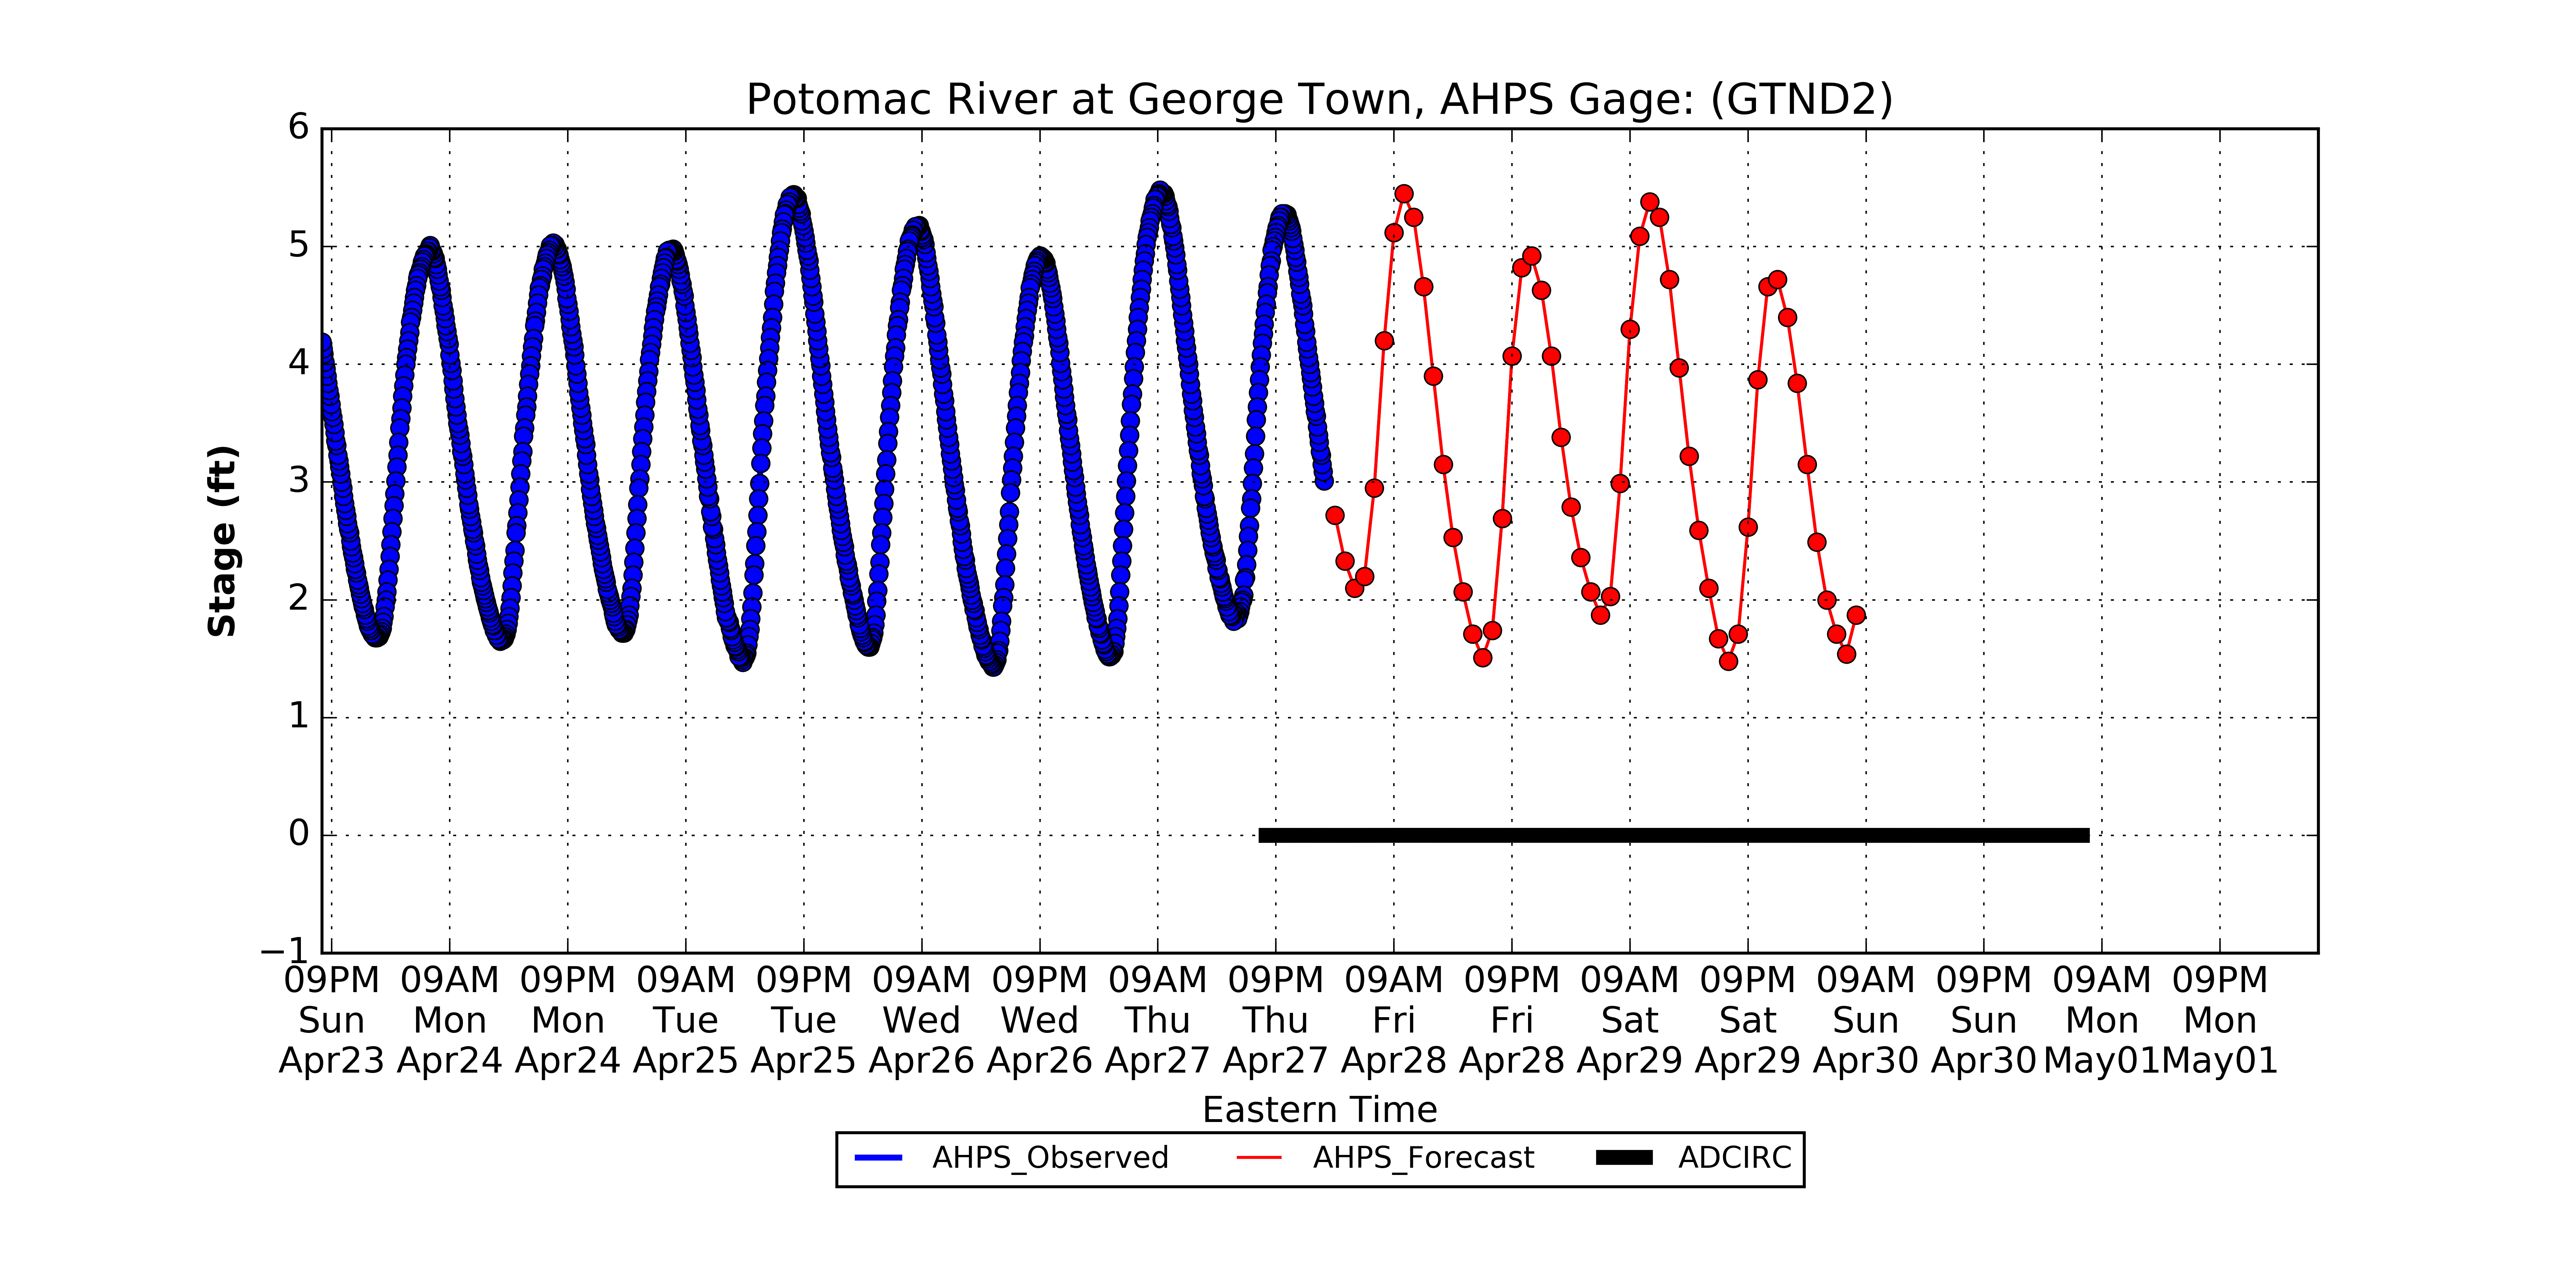 Potomac River at George Town, AHPS Gage: (GTND2)
6
5
4
3
2
1
0
−1
Stage (ft)
09PM 09AM 09PM 09AM 09PM 09AM 09PM 09AM 09PM 09AM 09PM 09AM 09PM 09AM 09PM 09AM 09PM
Sun Mon Mon Tue Tue Wed Wed Thu Thu Fri Fri Sat Sat Sun Sun Mon Mon
Apr23 Apr24 Apr24 Apr25 Apr25 Apr26 Apr26 Apr27 Apr27 Apr28 Apr28 Apr29 Apr29 Apr30 Apr30 May01 May01
Eastern Time
AHPS_Observed AHPS_Forecast ADCIRC